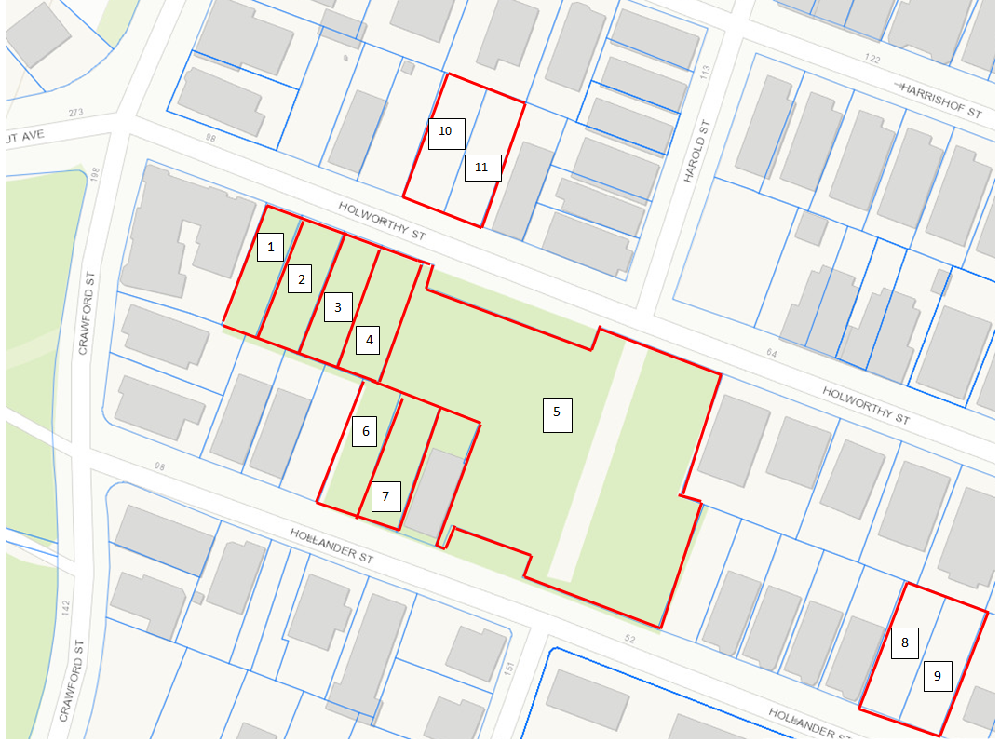 122
HARRISHOF ST
113
273
UT AVE
98
10
HAROLD ST
11
198
HOLWORTHY ST
1
2
3
CRAWFORD ST
4
64
HOLWORTHY ST
5
6
98
7
HOLLANDER ST
142
52
8
151
9
CRAWFORD ST
HOLLANDER ST